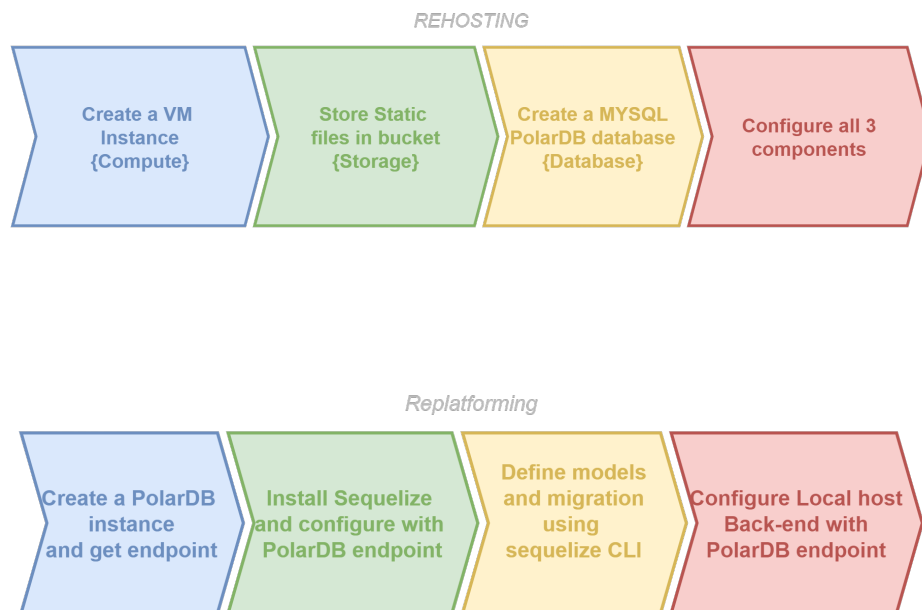 REHOSTING
Create a VM
Instance
{Compute}
Store Static
files in bucket
{Storage}
Create a MYSQL
PolarDB database
{Database}
Configure all 3
components
Replatforming
Create a PolarDB
instance
and get endpoint
Install Sequelize
and configure with
PolarDB endpoint
Define models
and migration
using
sequelize CLI
Configure Local host
Back-end with
PolarDB endpoint